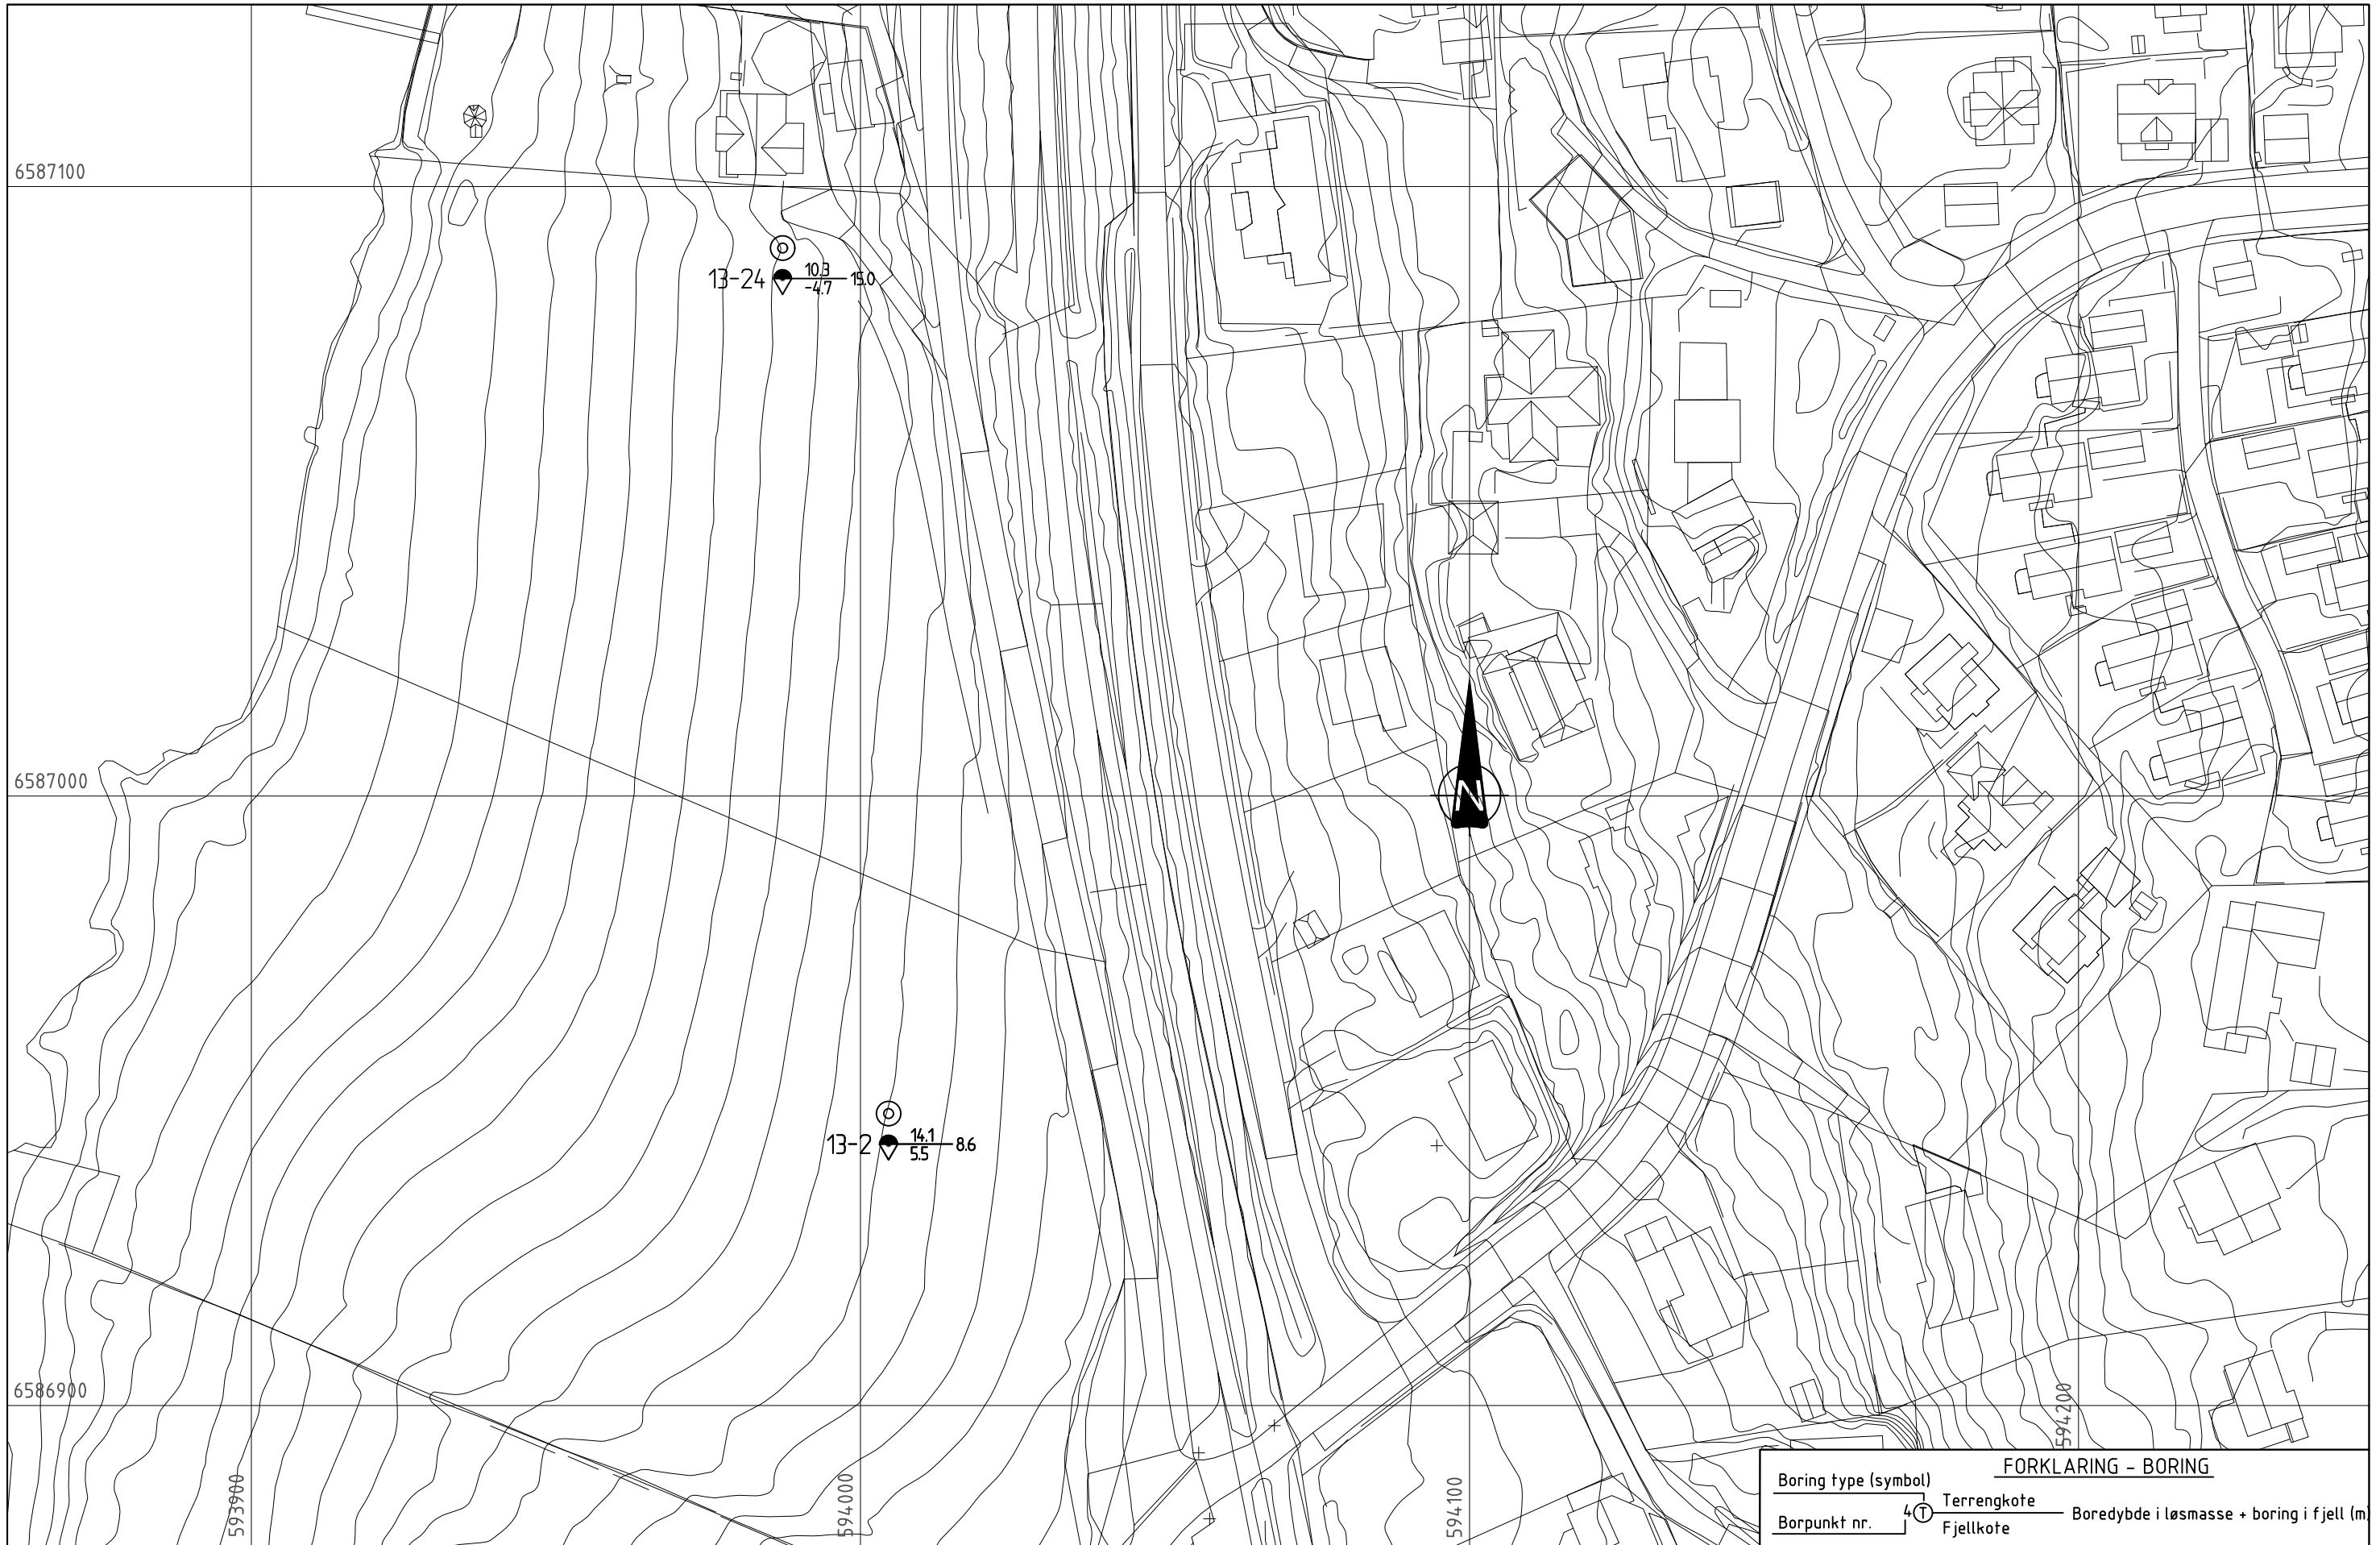 6587100
13-24
10.3
-4.7
15.0
6587000
N
13-2
14.1
5.5
8.6
6586900
593900
594000
594100
594200
FORKLARING - BORING
Boring type (symbol)
Terrengkote
4 T
Boredybde i løsmasse + boring i fjell (m
Borpunkt nr.
Fjellkote